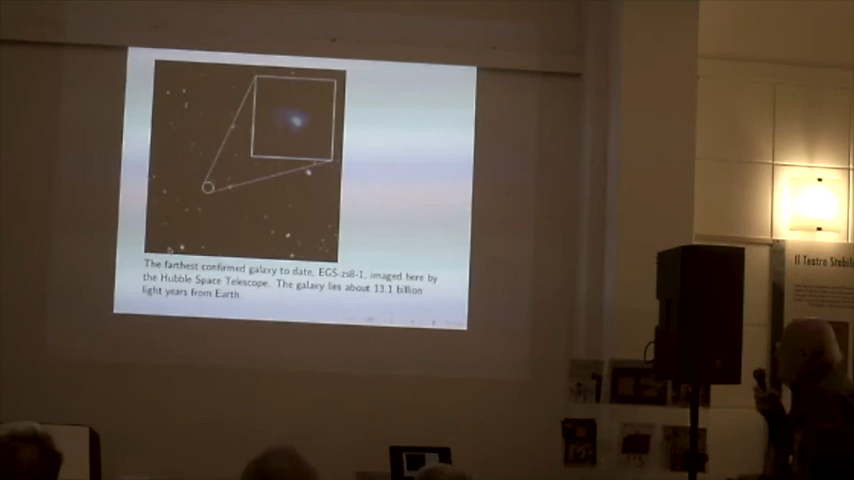 The farthest confirmed galaxy to date, EGS-zs8-1, imaged here by
the Hubble Space Telescope. The galaxy lies about 13.1 billion
light years from Earth.
Il Teatro Stabile